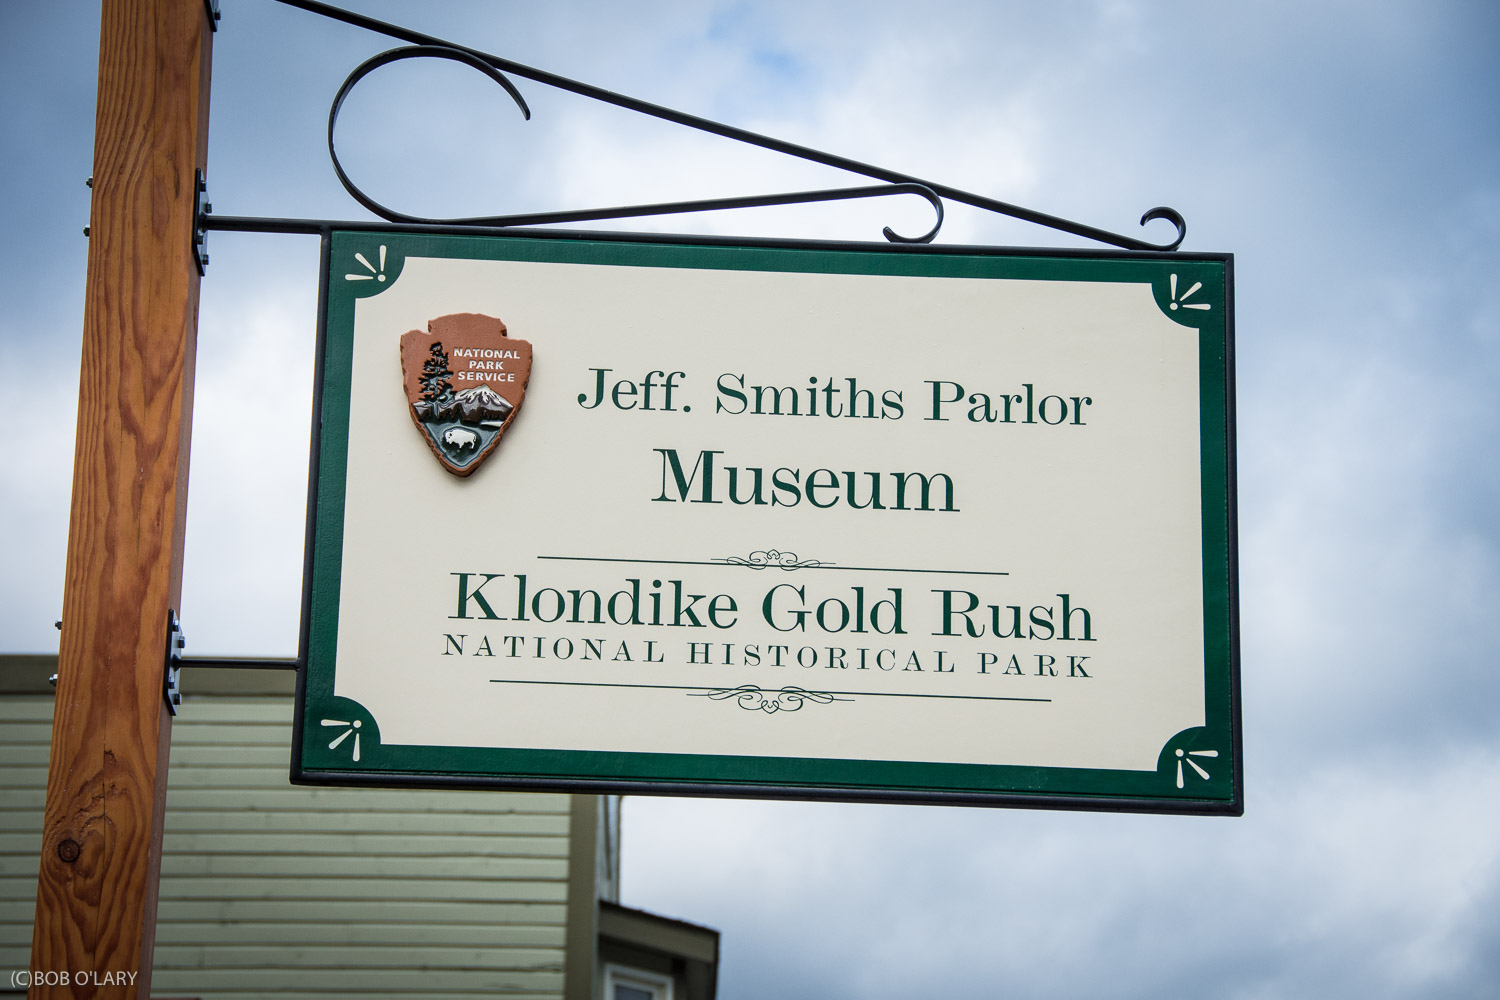 NATIONAL
PARK
SERVICE
Jeff. Smiths Parlor
Museum
Klondike Gold Rush
NATIONAL HISTORICAL PARK
(C)BOB O'LARY